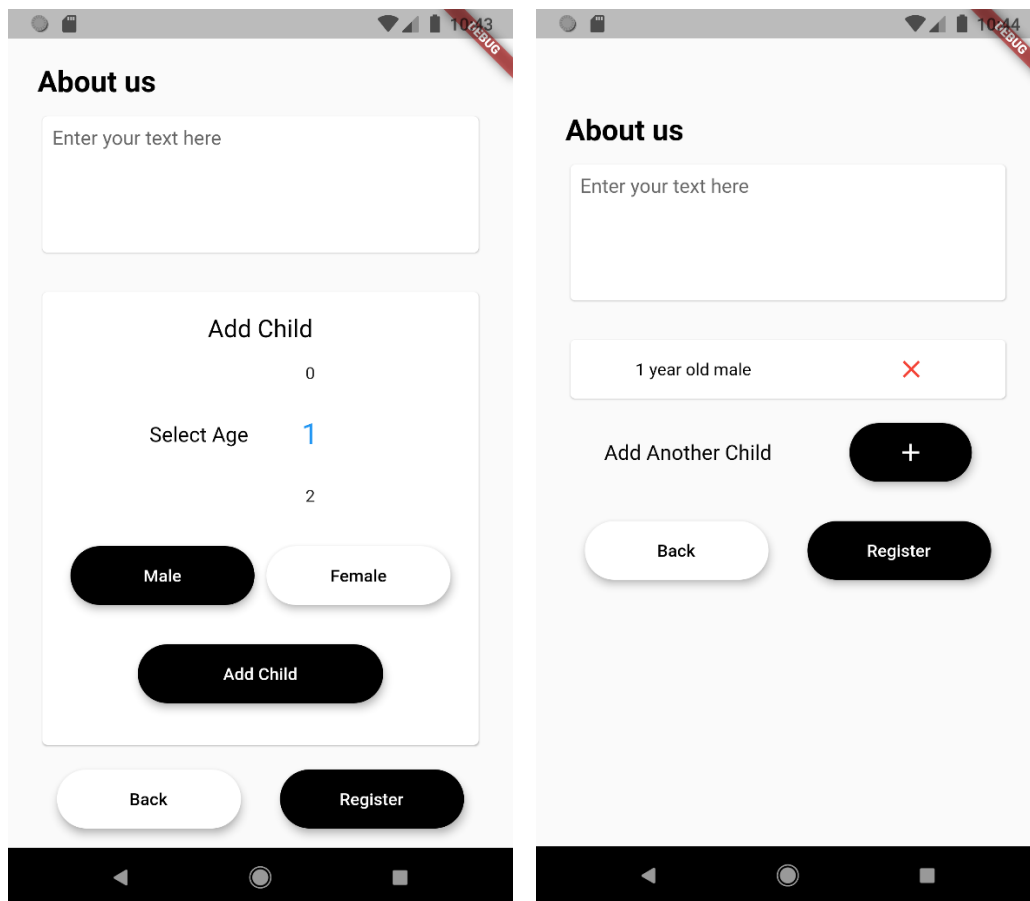 10:43
DEBUG
About us
Enter your text here
Add Child
0
Select Age 1
2
Male Female
Add Child
Back Register
10:44
DEBUG
About us
Enter your text here
1 year old male
Add Another Child +
Back Register